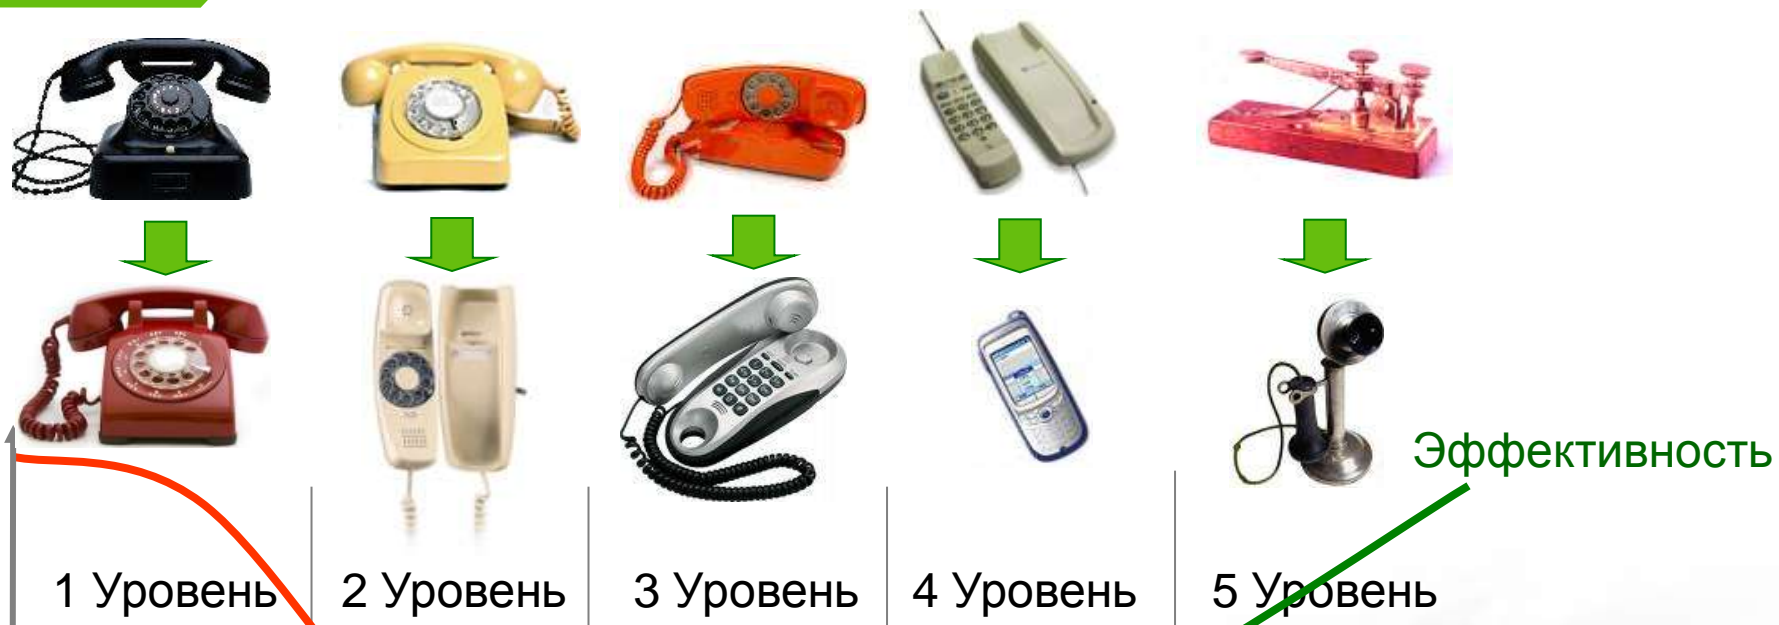 Эффективность
1 Уровень
2 Уровень
3 Уровень
4 Уровень
5 Уровень